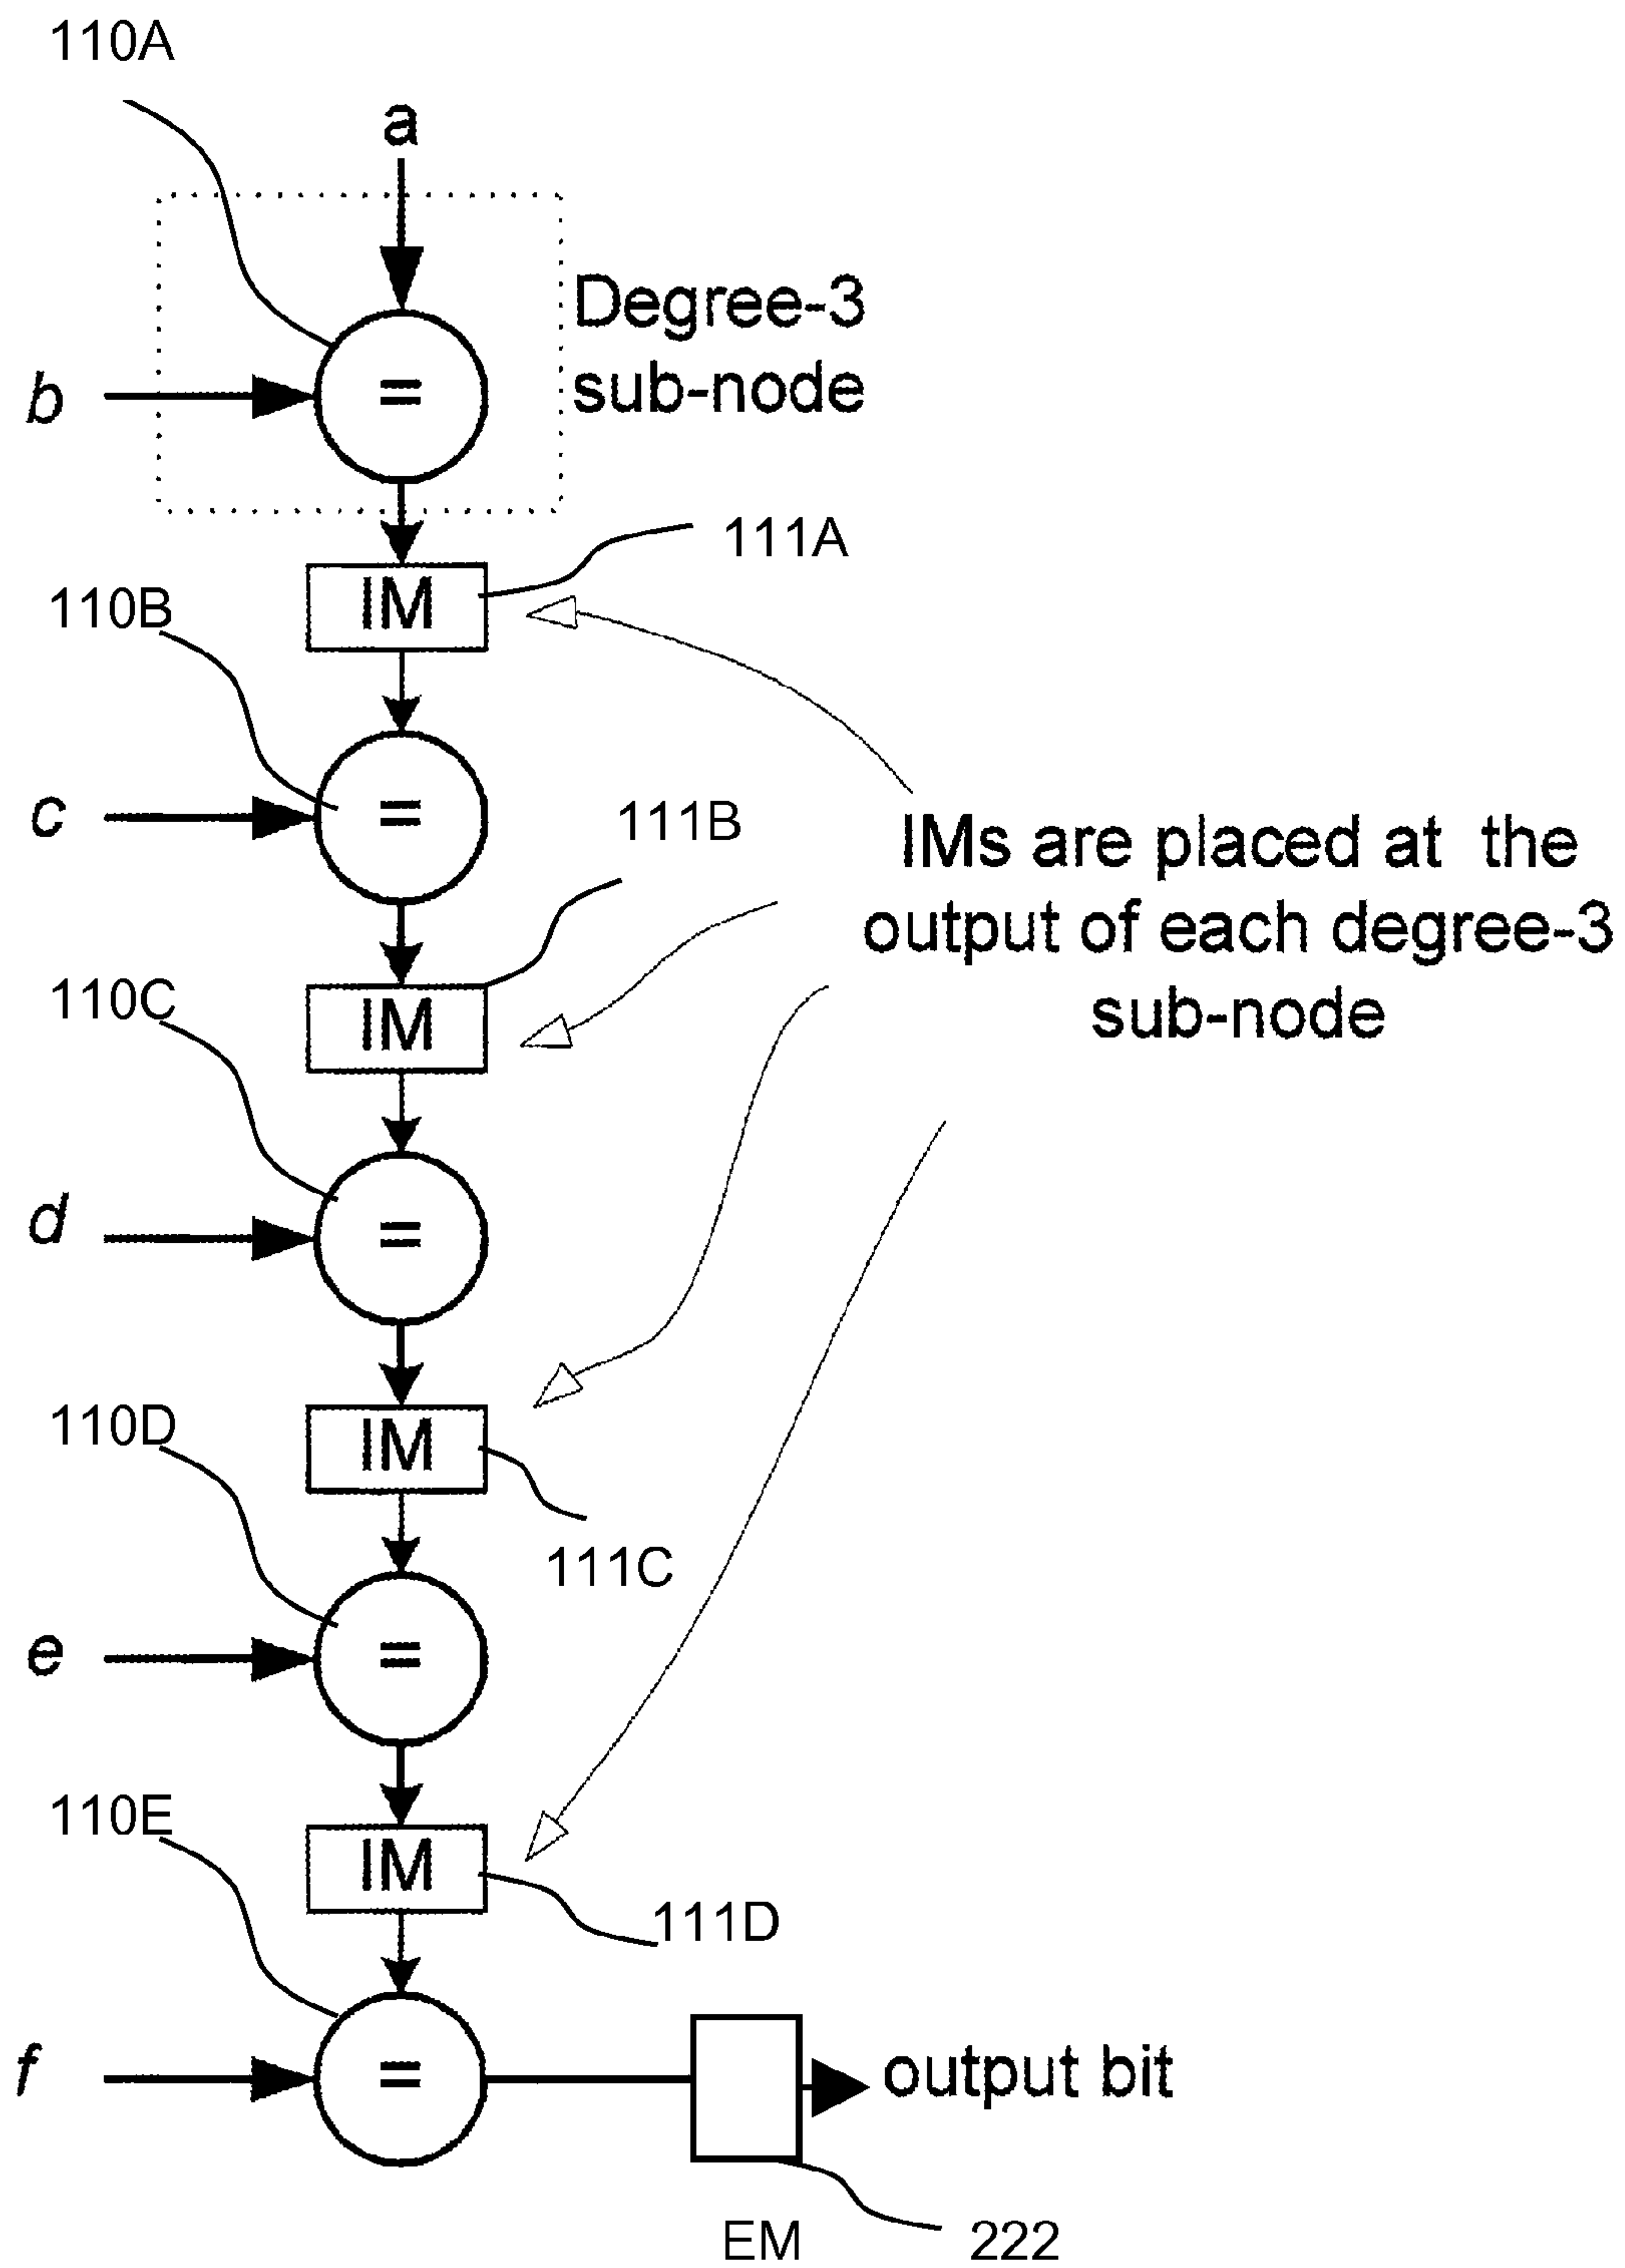 110A
a
Degree-3
sub-node
b
=
111A
IM
110B
c
=
111B
IMs are placed at the
output of each degree-3
sub-node
110C
IM
d
=
110D
IM
111C
e
=
110E
IM
111D
f
=
output bit
EM
222